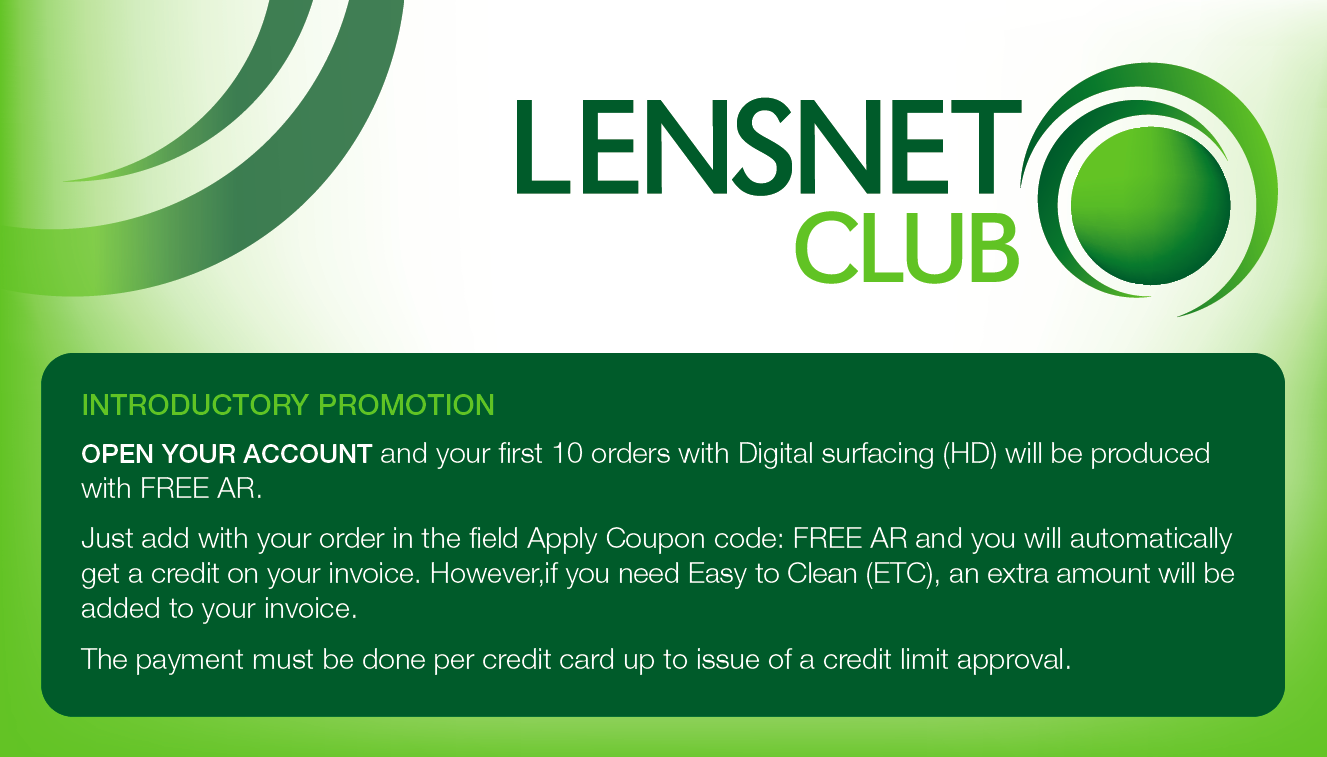 LENSNET
CLUB
INTRODUCTORY PROMOTION
OPEN YOUR ACCOUNT and your first 10 orders with Digital surfacing (HD) will be produced
with FREE AR.
Just add with your order in the field Apply Coupon code: FREE AR and you will automatically
get a credit on your invoice. However,if you need Easy to Clean (ETC), an extra amount will be
added to your invoice.
The payment must be done per credit card up to issue of a credit limit approval.